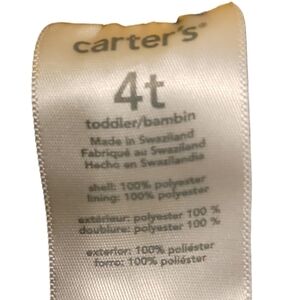 carter's®
4t
toddler/bambin
Made in Swaziland
Fabriqué au Swaziland
Hecho en Swazilandia
shell: 100% polyester
lining: 100% polyester
extérieur: polyester 100 %
doublure: polyester 100 %
exterior: 100% poliéster
forro: 100 % poliéster